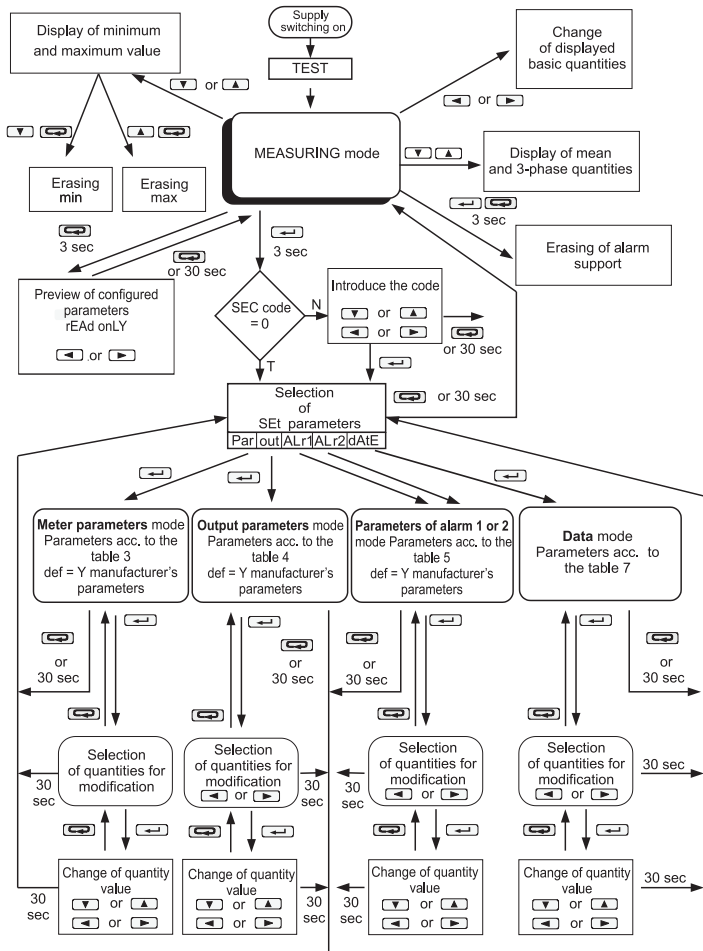 Supply
switching on
TEST
Display of minimum
and maximum value
Change
of displayed
basic quantities
or
or
MEASURING mode
Display of mean
and 3-phase quantities
Erasing
min
Erasing
max
3 sec
Erasing of alarm
support
3 sec
or 30 sec
3 sec
Preview of configured
parameters
rEAd onLY
or
SEC code
= 0
N
T
Introduce the code
or
or
or 30 sec
or 30 sec
Selection
of
SEt parameters
Par out ALr1 ALr2 dAtE
Meter parameters mode
Parameters acc. to the
table 3
def = Y manufacturer's
parameters
Output parameters mode
Parameters acc. to the
table 4
def = Y manufacturer's
parameters
Parameters of alarm 1 or 2
mode Parameters acc. to the
table 5
def = Y manufacturer's
parameters
Data mode
Parameters acc. to
the table 7
or
30 sec
or
30 sec
or
30 sec
or
30 sec
Selection
of quantities for
modification
Selection
of quantities for
modification
or
Selection
of quantities for
modification
or
Selection
of quantities for
modification
or
30
sec
30
sec
30
sec
30 sec
Change of quantity
value
or
or
Change of quantity
value
or
or
Change of quantity
value
or
or
Change of quantity
value
or
or
30
sec
30
sec
30
sec
30 sec